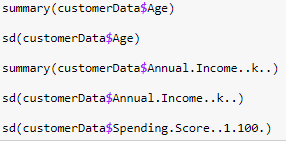 summary(customerData$Age)
sd(customerData$Age)
summary(customerData$Annual.Income..k..)
sd(customerData$Annual.Income..k..)
sd(customerData$Spending.Score..1.100.)